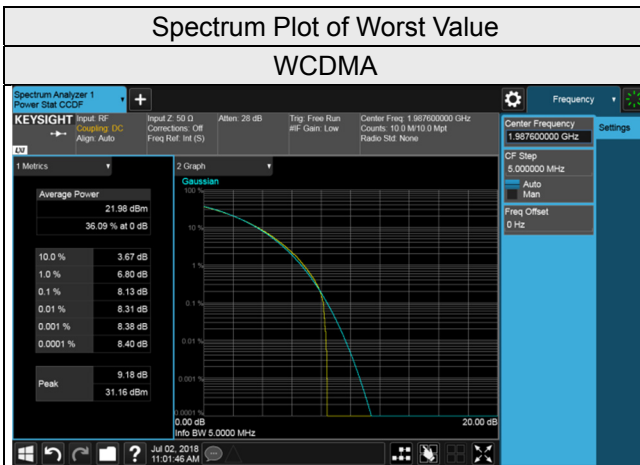 Spectrum Plot of Worst Value
WCDMA
Spectrum Analyzer 1
Power Stat CCDF
Frequency
KEYSIGHT
Input: RF
Coupling: DC
Align: Auto
Input Z: 50 Ω
Corrections: Off
Freq Ref: Int (S)
Atten: 28 dB
Trig: Free Run
#IF Gain: Low
Center Freq: 1.987600000 GHz
Counts: 10.0 M/10.0 Mpt
Radio Std: None
LXI
Center Frequency
1.987600000 GHz
Settings
CF Step
5.000000 MHz
Auto
Man
Freq Offset
0 Hz
1 Metrics
Average Power
21.98 dBm
36.09 % at 0 dB
10.0 % 3.67 dB
1.0 % 6.80 dB
0.1 % 8.13 dB
0.01 % 8.31 dB
0.001 % 8.38 dB
0.0001 % 8.40 dB
Peak
9.18 dB
31.16 dBm
2 Graph
Gaussian
100 %
10 %
1 %
0.1 %
0.01 %
0.001 %
0.0001 %
0.00 dB
20.00 dB
Info BW 5.0000 MHz
?
Jul 02, 2018
11:01:46 AM